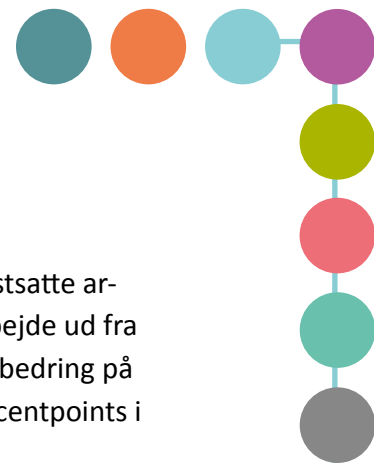 stsatte ar-
bejde ud fra
bedring på
centpoints i